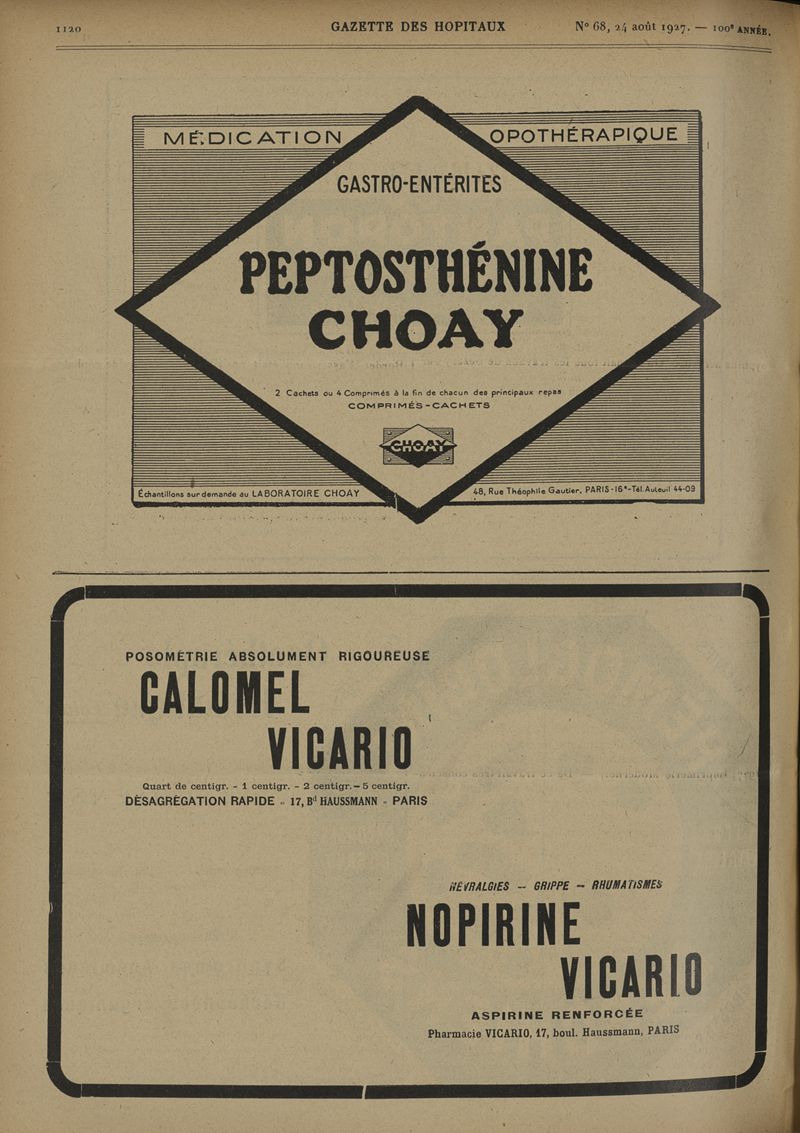 1120 GAZETTE DES HOPITAUX N° 68, 24 août 1927. — 100ᵉ ANNÉE.
MÉDICATION OPOTHÉRAPIQUE
GASTRO-ENTÉRITES
PEPTOSTHÉNINE
CHOAY
2 Cachets ou 4 Comprimés à la fin de chacun des principaux repas
COMPRIMÉS - CACHETS
CHOAY
Échantillons sur demande au LABORATOIRE CHOAY 48, Rue Théophile Gautier, PARIS-16ᵉ-Tél. Auteuil 44-09
POSOMÉTRIE ABSOLUMENT RIGOUREUSE
CALOMEL
VICARIO
Quart de centigr. - 1 centigr. - 2 centigr. - 5 centigr.
DÉSAGRÉGATION RAPIDE - 17, Bᵈ HAUSSMANN - PARIS
NÉVRALGIES -- GRIPPE -- RHUMATISMES
NOPIRINE
VICARIO
ASPIRINE RENFORCÉE
Pharmacie VICARIO, 17, boul. Haussmann, PARIS